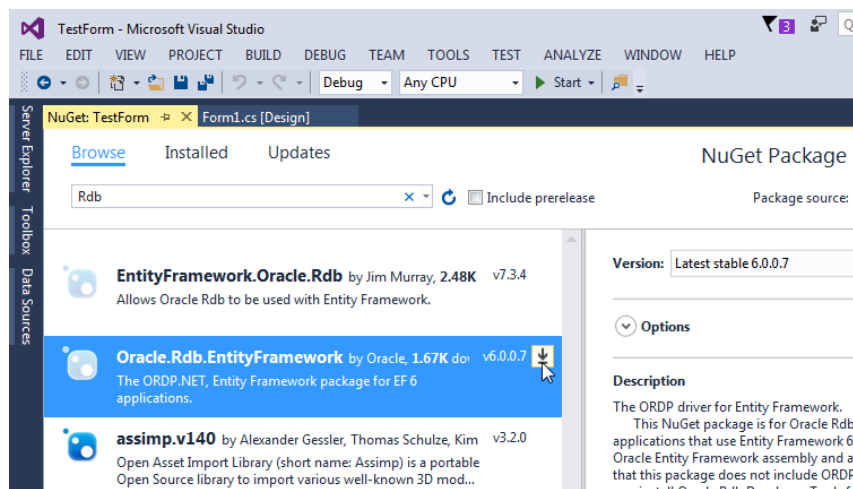 TestForm - Microsoft Visual Studio
3
FILE EDIT VIEW PROJECT BUILD DEBUG TEAM TOOLS TEST ANALYZE WINDOW HELP
Debug Any CPU Start
Server Explorer
Toolbox
Data Sources
NuGet: TestForm Form1.cs [Design]
Browse Installed Updates
NuGet Package
Rdb
Include prerelease
Package source:
EntityFramework.Oracle.Rdb by Jim Murray, 2.48K v7.3.4
Allows Oracle Rdb to be used with Entity Framework.
Oracle.Rdb.EntityFramework by Oracle, 1.67K dov v6.0.0.7
The ORDP.NET, Entity Framework package for EF 6
applications.
assimp.v140 by Alexander Gessler, Thomas Schulze, Kim v3.2.0
Open Asset Import Library (short name: Assimp) is a portable
Open Source library to import various well-known 3D mod...
Version: Latest stable 6.0.0.7
Options
Description
The ORDP driver for Entity Framework.
This NuGet package is for Oracle Rdb
applications that use Entity Framework 6
Oracle Entity Framework assembly and a
that this package does not include ORDP